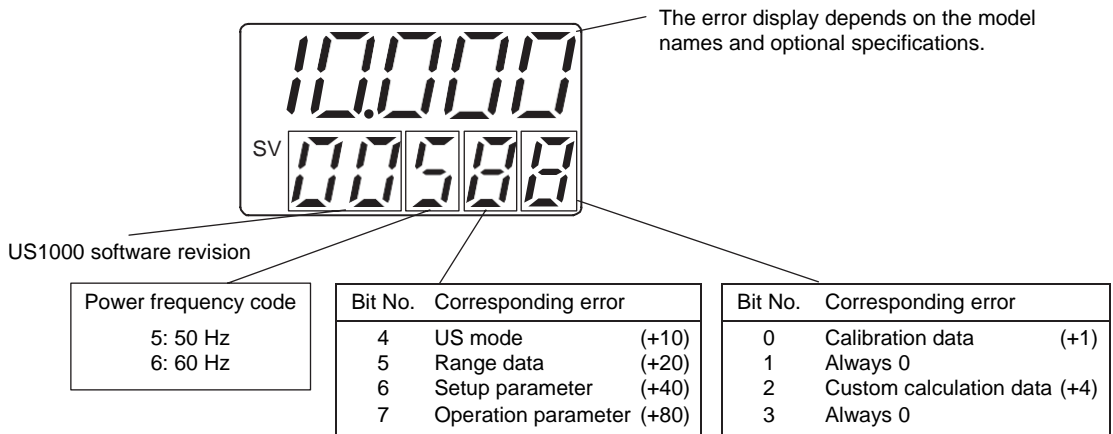 The error display depends on the model
names and optional specifications.
10.000
SV 00588
US1000 software revision
Power frequency code
5: 50 Hz
6: 60 Hz
Bit No. Corresponding error
4 US mode (+10)
5 Range data (+20)
6 Setup parameter (+40)
7 Operation parameter (+80)
Bit No. Corresponding error
0 Calibration data (+1)
1 Always 0
2 Custom calculation data (+4)
3 Always 0